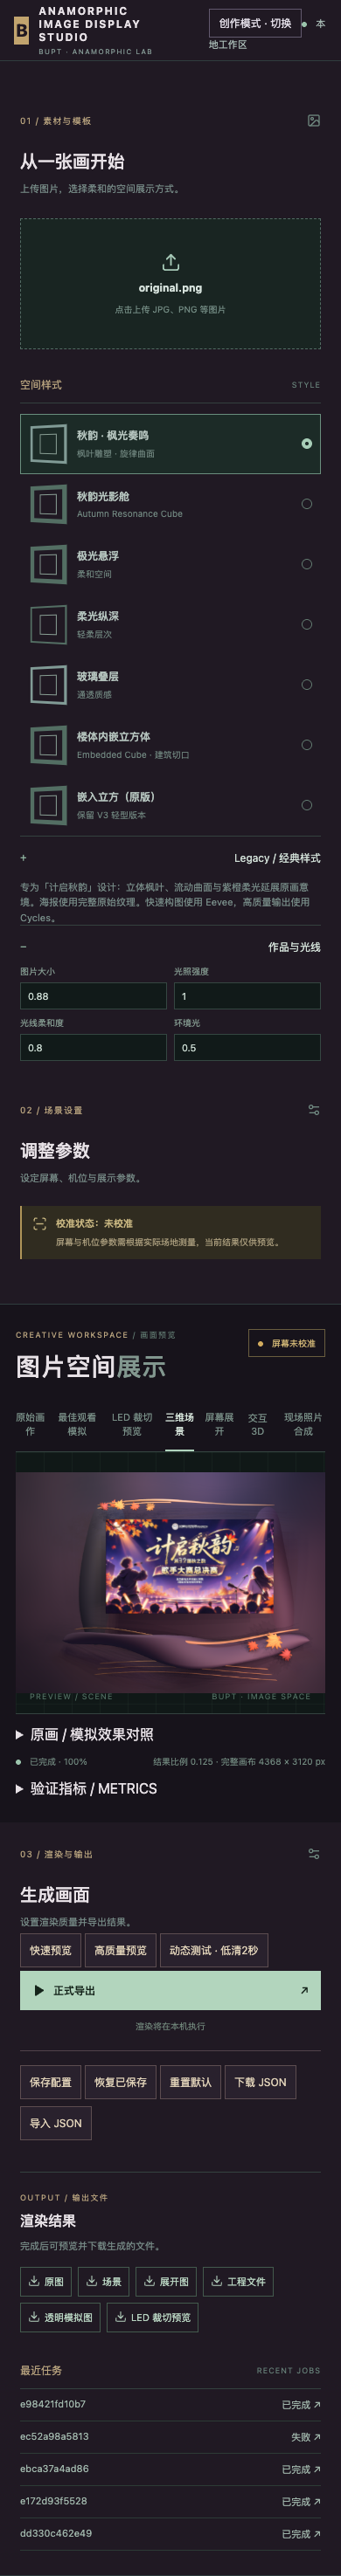 B
ANAMORPHIC
IMAGE DISPLAY
STUDIO
BUPT · ANAMORPHIC LAB
创作模式 · 切换
本
地工作区
01 / 素材与模板
从一张画开始
上传图片，选择柔和的空间展示方式。
original.png
点击上传 JPG、PNG 等图片
空间样式
STYLE
秋韵 · 枫光奏鸣
枫叶雕塑 · 旋律曲面
秋韵光影舱
Autumn Resonance Cube
极光悬浮
柔和空间
柔光纵深
轻柔层次
玻璃叠层
通透质感
楼体内嵌立方体
Embedded Cube · 建筑切口
嵌入立方（原版）
保留 V3 轻型版本
+
Legacy / 经典样式
专为「计启秋韵」设计：立体枫叶、流动曲面与紫橙柔光延展原画意
境。海报使用完整原始纹理。快速构图使用 Eevee，高质量输出使用
Cycles。
−
作品与光线
图片大小
光照强度
0.88
1
光线柔和度
环境光
0.8
0.5
02 / 场景设置
调整参数
设定屏幕、机位与展示参数。
校准状态：未校准
屏幕与机位参数需根据实际场地测量，当前结果仅供预览。
CREATIVE WORKSPACE / 画面预览
图片空间展示
屏幕未校准
原始画
作
最佳观看
模拟
LED 裁切
预览
三维场
景
屏幕展
开
交互
3D
现场照片
合成
计启秋韵
歌手大赛总决赛
PREVIEW / SCENE
BUPT · IMAGE SPACE
原画 / 模拟效果对照
已完成 · 100%
结果比例 0.125 · 完整画布 4368 × 3120 px
验证指标 / METRICS
03 / 渲染与输出
生成画面
设置渲染质量并导出结果。
快速预览
高质量预览
动态测试 · 低清2秒
正式导出
↗
渲染将在本机执行
保存配置
恢复已保存
重置默认
下载 JSON
导入 JSON
OUTPUT / 输出文件
渲染结果
完成后可预览并下载生成的文件。
原图
场景
展开图
工程文件
透明模拟图
LED 裁切预览
最近任务
RECENT JOBS
e98421fd10b7
已完成 ↗
ec52a98a5813
失败 ↗
ebca37a4ad86
已完成 ↗
e172d93f5528
已完成 ↗
dd330c462e49
已完成 ↗